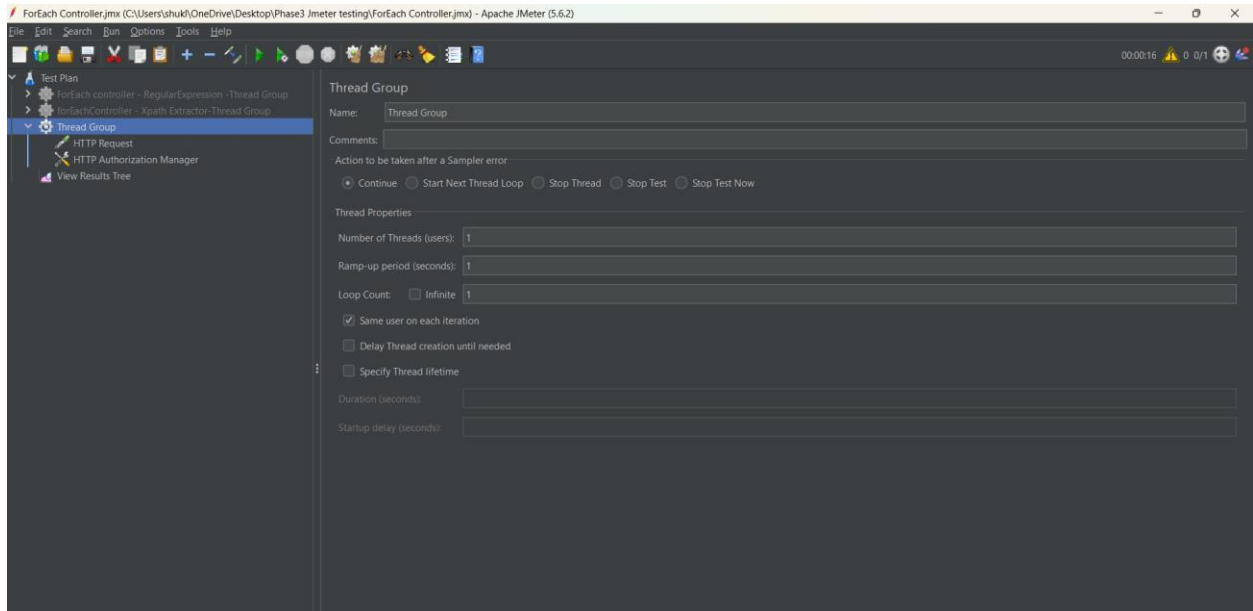 ForEach Controller.jmx (C:\Users\shukl\OneDrive\Desktop\Phase3 Jmeter testing\ForEach Controller.jmx) - Apache JMeter (5.6.2)
File Edit Search Run Options Tools Help
00:00:16 0 0/1
Test Plan
ForEach controller - RegularExpression -Thread Group
forEachController - Xpath Extractor-Thread Group
Thread Group
HTTP Request
HTTP Authorization Manager
View Results Tree
Thread Group
Name: Thread Group
Comments:
Action to be taken after a Sampler error
Continue Start Next Thread Loop Stop Thread Stop Test Stop Test Now
Thread Properties
Number of Threads (users): 1
Ramp-up period (seconds): 1
Loop Count: Infinite 1
Same user on each iteration
Delay Thread creation until needed
Specify Thread lifetime
Duration (seconds):
Startup delay (seconds):